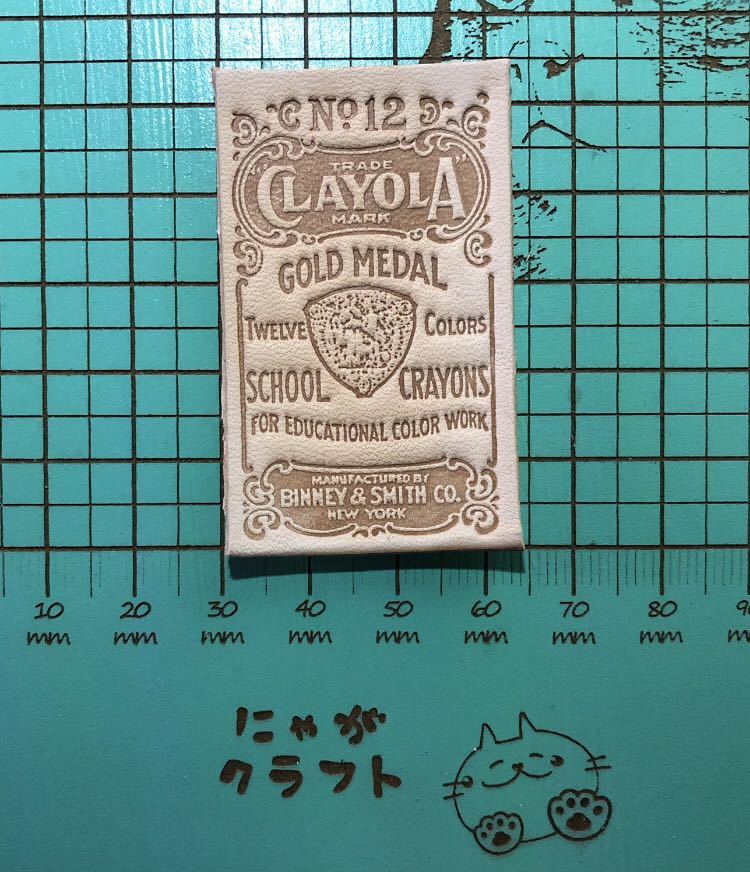 No 12
TRADE
"CLAYOLA"
MARK
GOLD MEDAL
TWELVE COLORS
SCHOOL CRAYONS
FOR EDUCATIONAL COLOR WORK
MANUFACTURED BY
BINNEY & SMITH CO.
NEW YORK
10 20 30 40 50 60 70 80 9
mm mm mm mm mm mm mm mm m
にゃが
クラフト